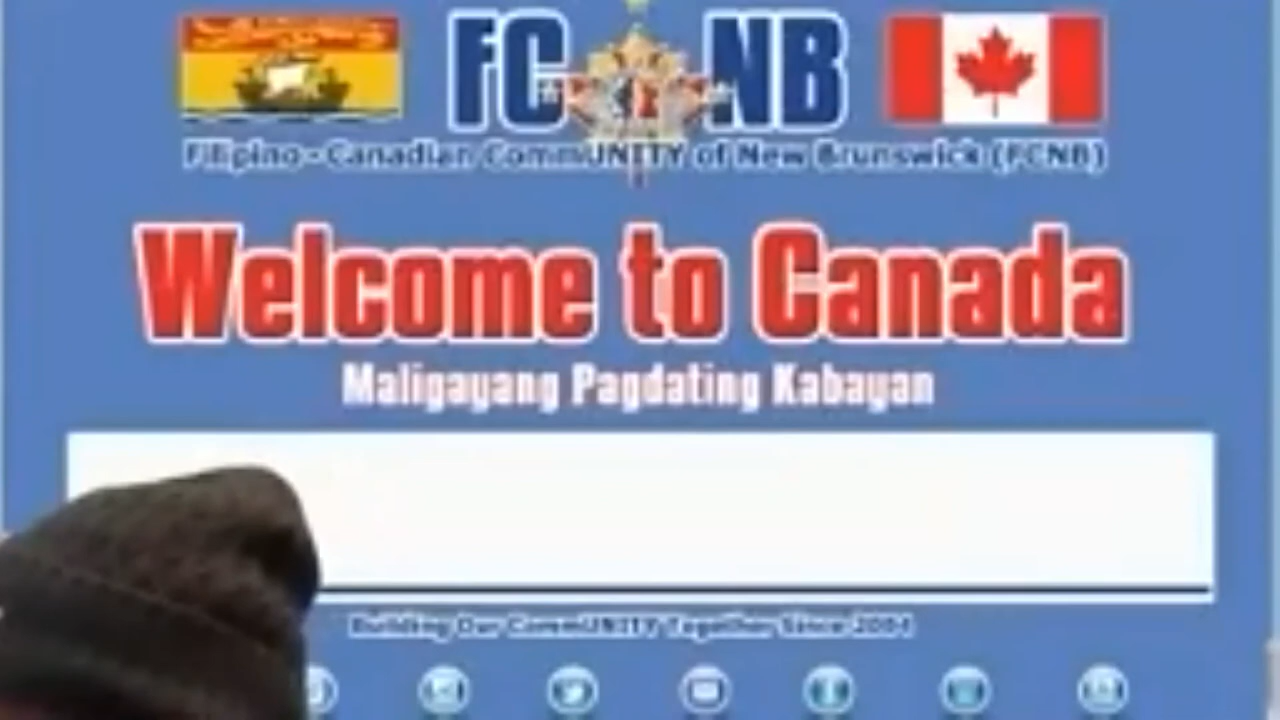 FC NB
Filipino-Canadian CommUNITY of New Brunswick (FCNB)
Welcome to Canada
Maligayang Pagdating Kabayan
Building Our CommUNITY Together Since 2004